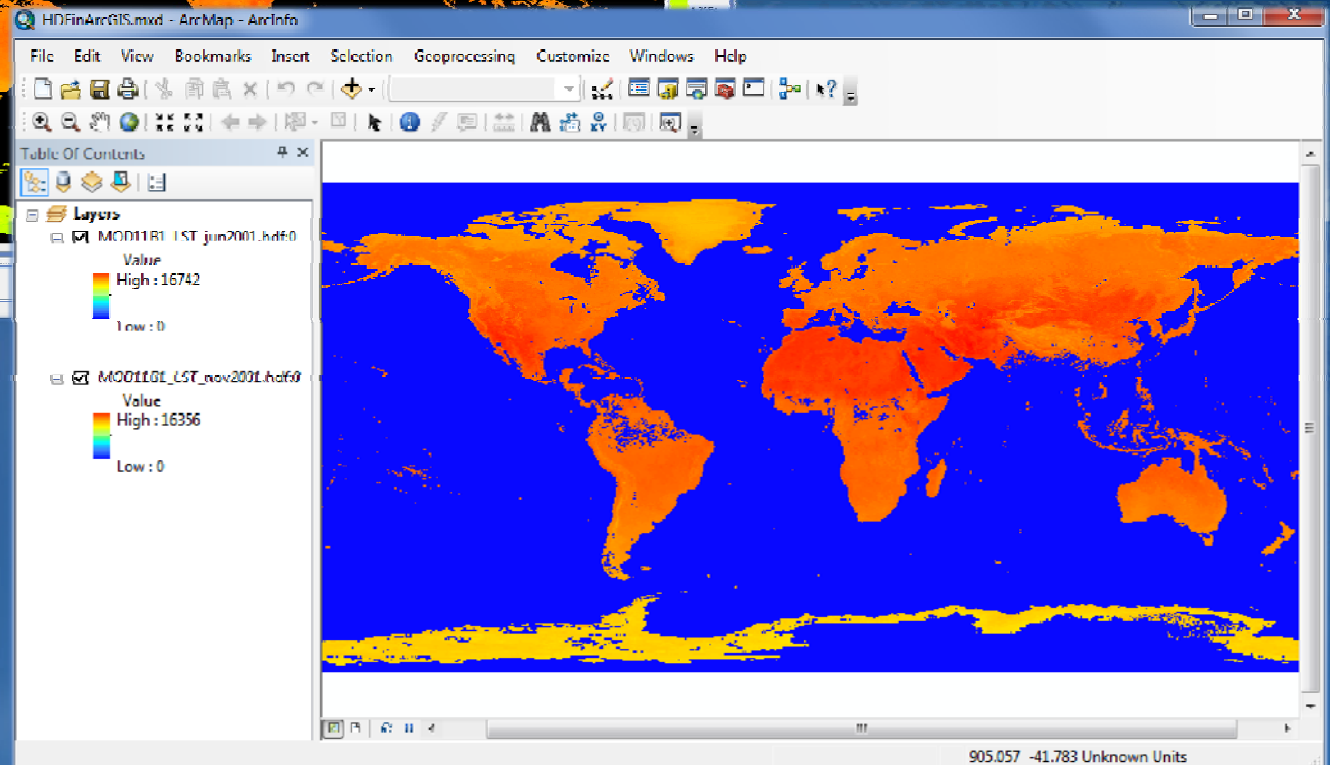 HDFinArcGIS.mxd - ArcMap - ArcInfo
File Edit View Bookmarks Insert Selection Geoprocessing Customize Windows Help
Table Of Contents
Layers
MOD11B1_LST_jun2001.hdf:0
Value
High : 16742
Low : 0
MOD11B1_LST_nov2001.hdf:0
Value
High : 16356
Low : 0
905.057 -41.783 Unknown Units